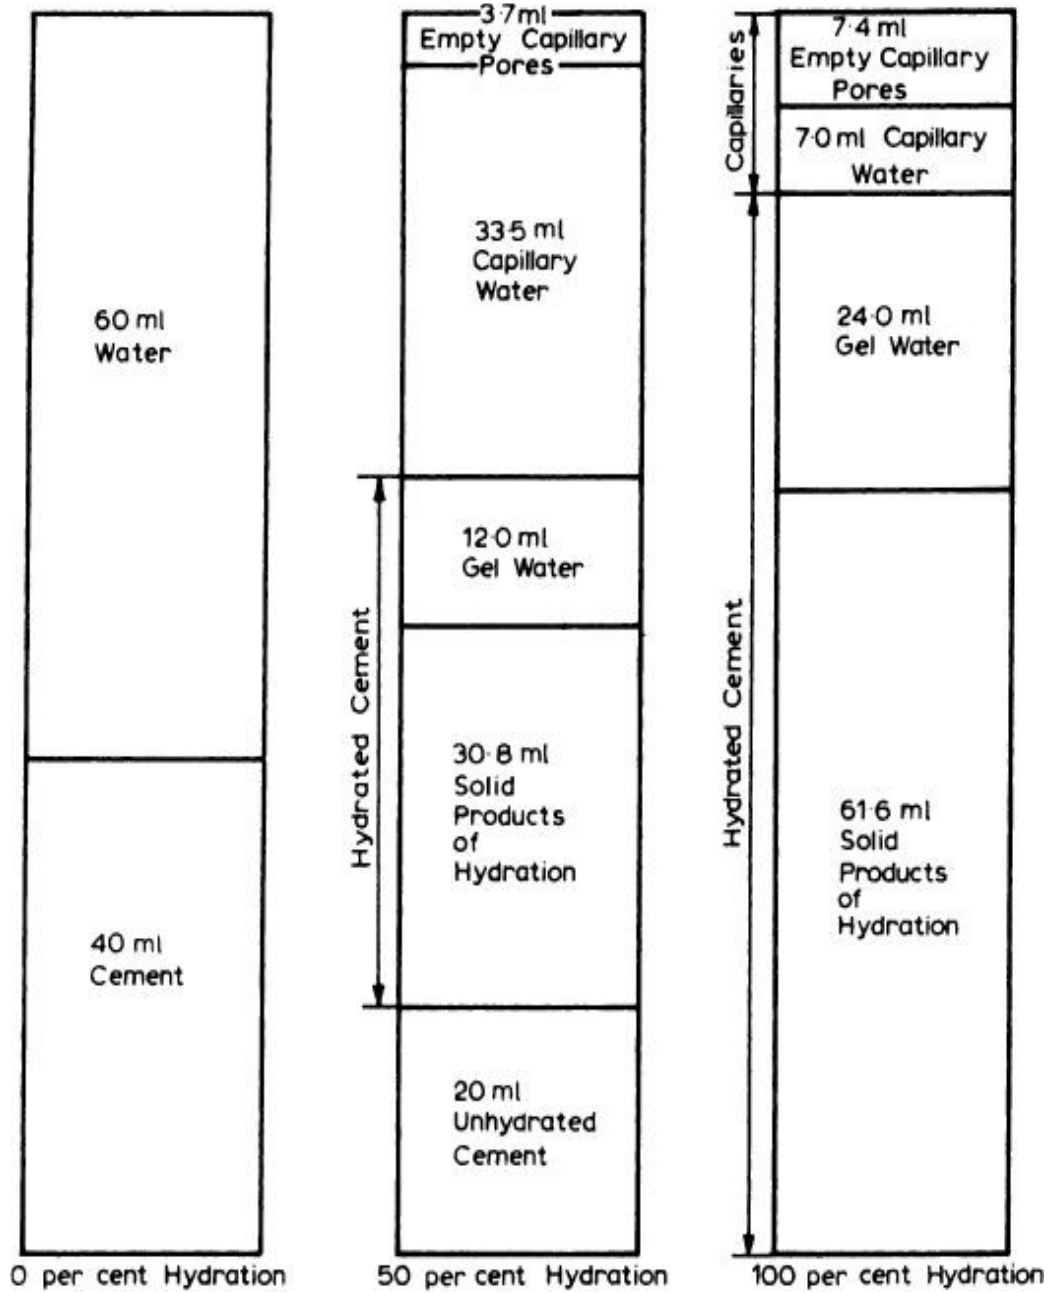 60 ml
Water
40 ml
Cement
0 per cent Hydration
3·7ml
Empty Capillary
Pores
33·5 ml
Capillary
Water
12·0 ml
Gel Water
Hydrated Cement
30·8 ml
Solid
Products
of
Hydration
20 ml
Unhydrated
Cement
50 per cent Hydration
Capillaries
7·4 ml
Empty Capillary
Pores
7·0 ml Capillary
Water
24·0 ml
Gel Water
Hydrated Cement
61·6 ml
Solid
Products
of
Hydration
100 per cent Hydration